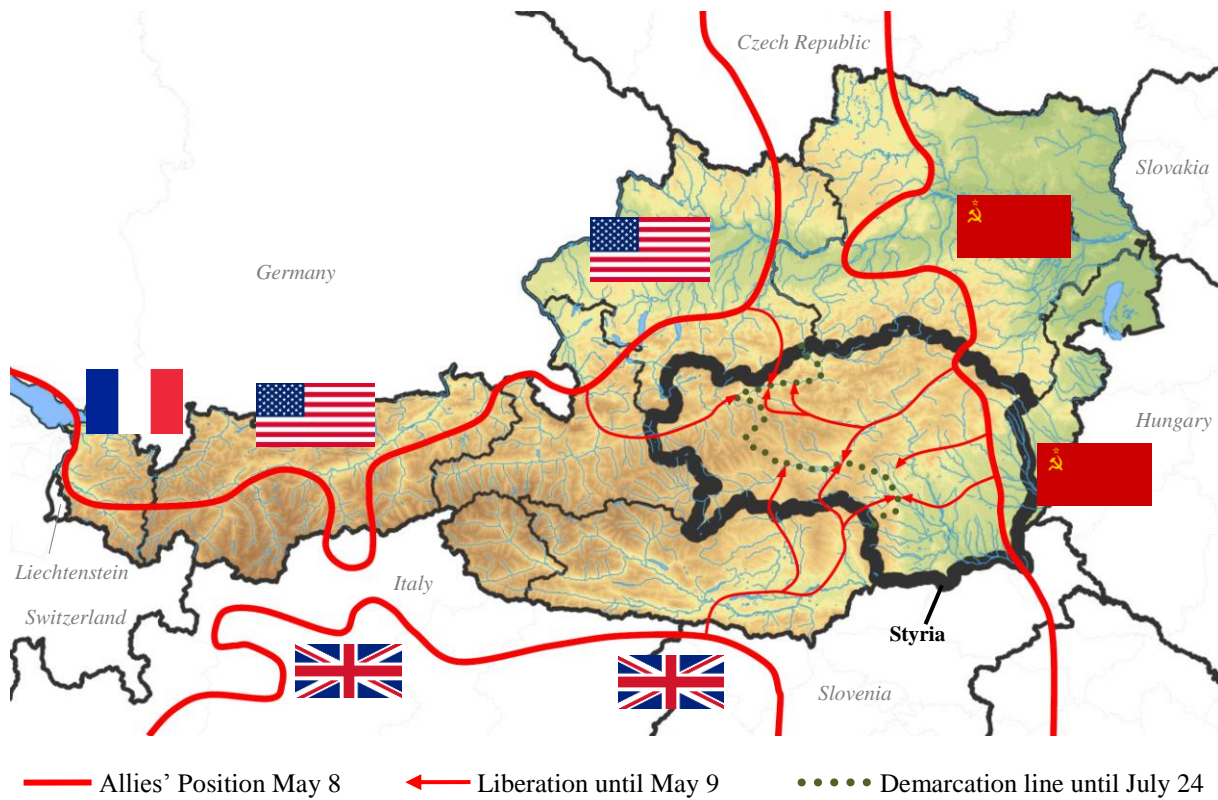 Czech Republic
Slovakia
Germany
Hungary
Liechtenstein
Italy
Switzerland
Styria
Slovenia
Allies’ Position May 8
Liberation until May 9
Demarcation line until July 24